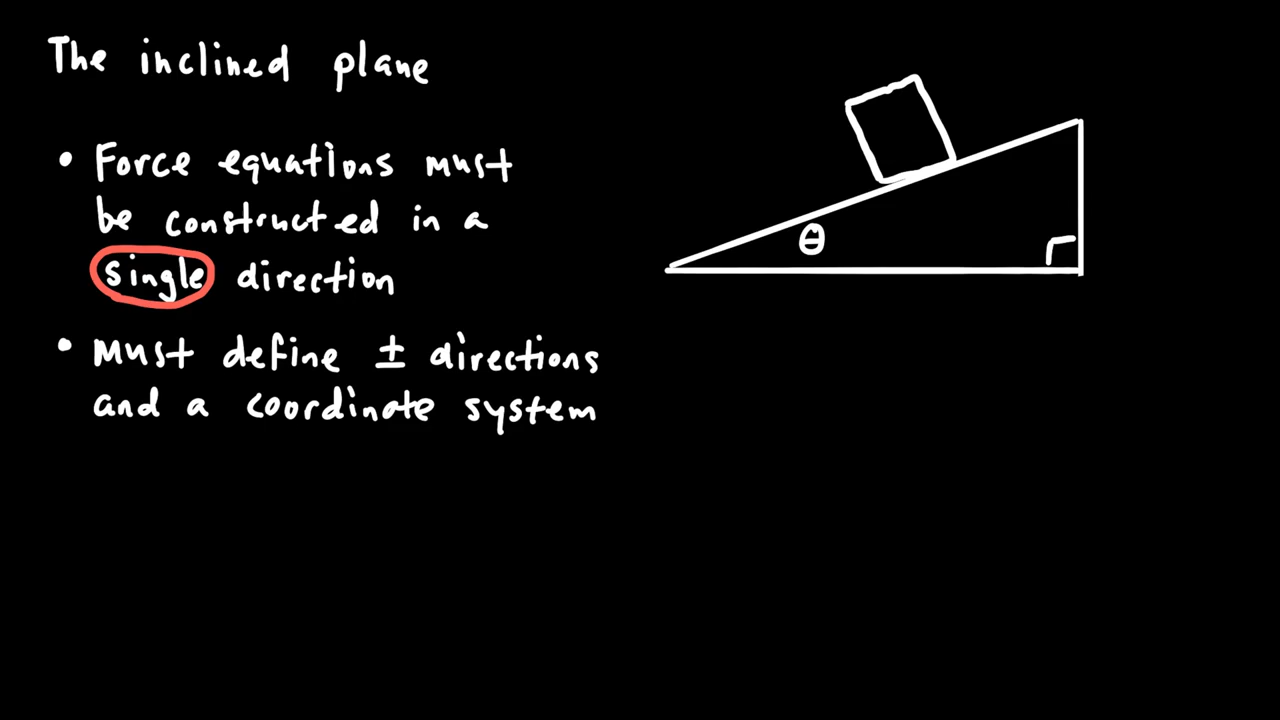 The inclined plane
• Force equations must
be constructed in a
single direction
• Must define ± directions
and a coordinate system
θ